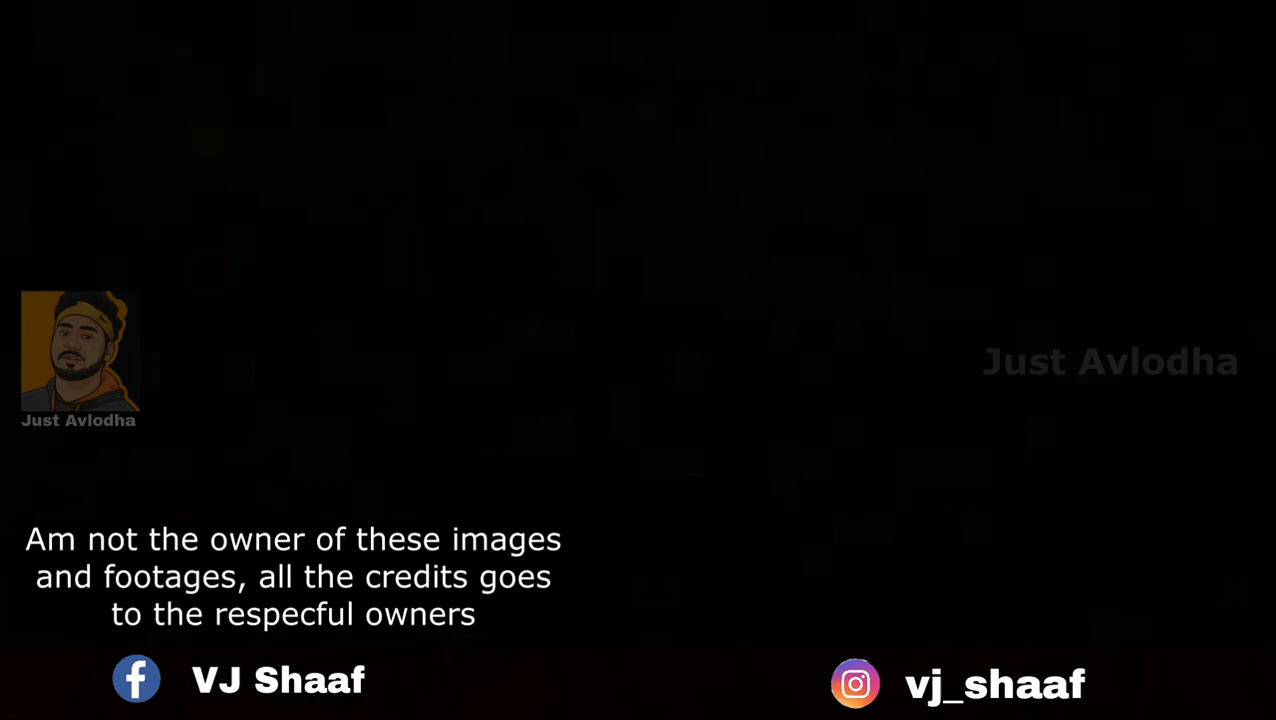 Just Avlodha
Just Avlodha
Am not the owner of these images
and footages, all the credits goes
to the respecful owners
VJ Shaaf
vj_shaaf